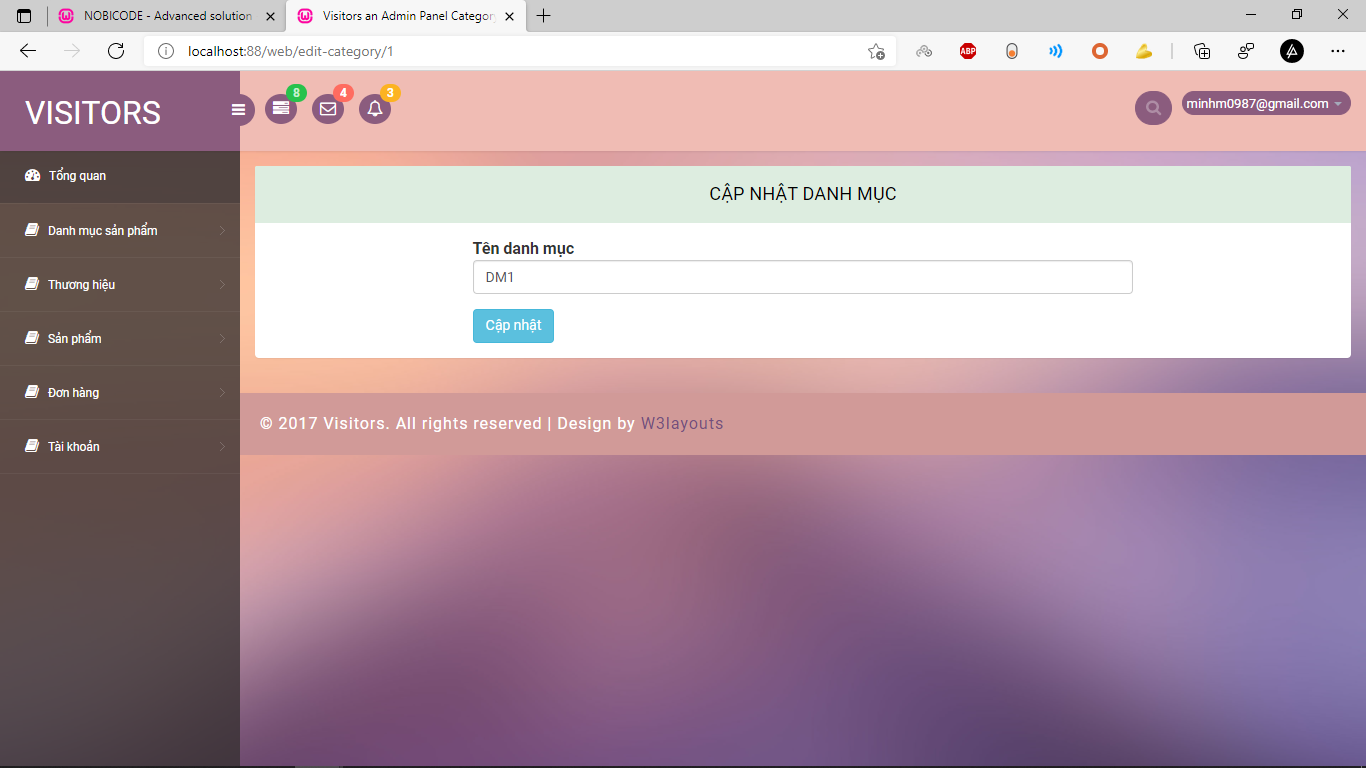 NOBICODE - Advanced solution
Visitors an Admin Panel Categor
localhost:88/web/edit-category/1
ABP
VISITORS
8
4
3
minhm0987@gmail.com
Tổng quan
Danh mục sản phẩm
Thương hiệu
Sản phẩm
Đơn hàng
Tài khoản
CẬP NHẬT DANH MỤC
Tên danh mục
DM1
Cập nhật
© 2017 Visitors. All rights reserved | Design by W3layouts